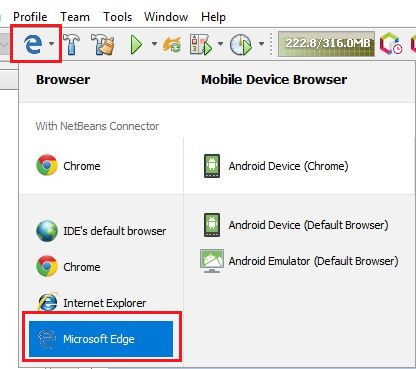 Profile Team Tools Window Help
222.8/316.0MB
Browser
Mobile Device Browser
With NetBeans Connector
Chrome
Android Device (Chrome)
IDE's default browser
Android Device (Default Browser)
Chrome
Android Emulator (Default Browser)
Internet Explorer
Microsoft Edge